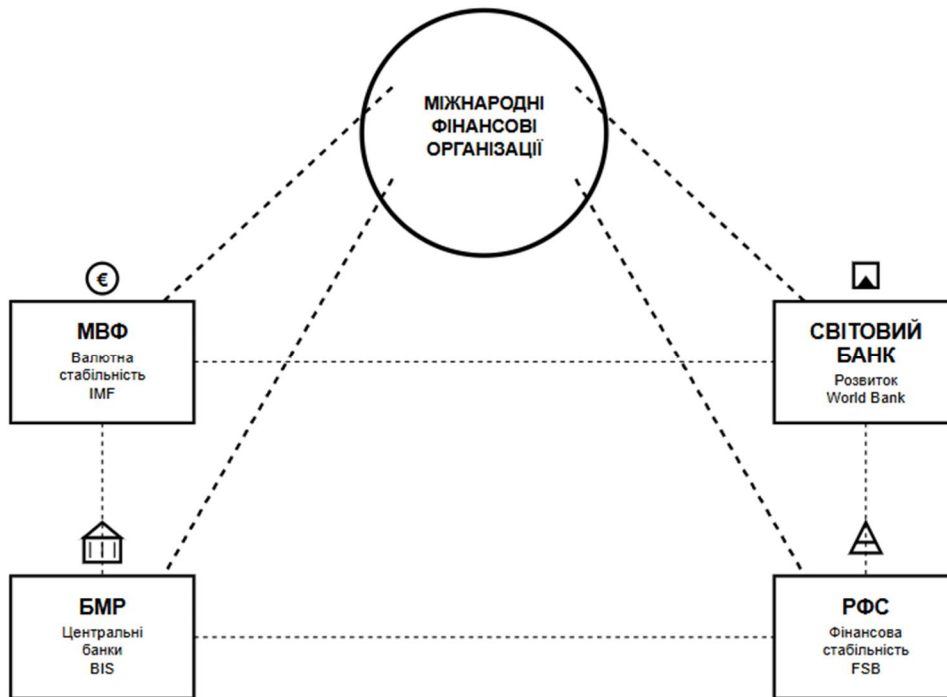 МІЖНАРОДНІ
ФІНАНСОВІ
ОРГАНІЗАЦІЇ
€
МВФ
Валютна
стабільність
IMF
СВІТОВИЙ
БАНК
Розвиток
World Bank
БМР
Центральні
банки
BIS
РФС
Фінансова
стабільність
FSB